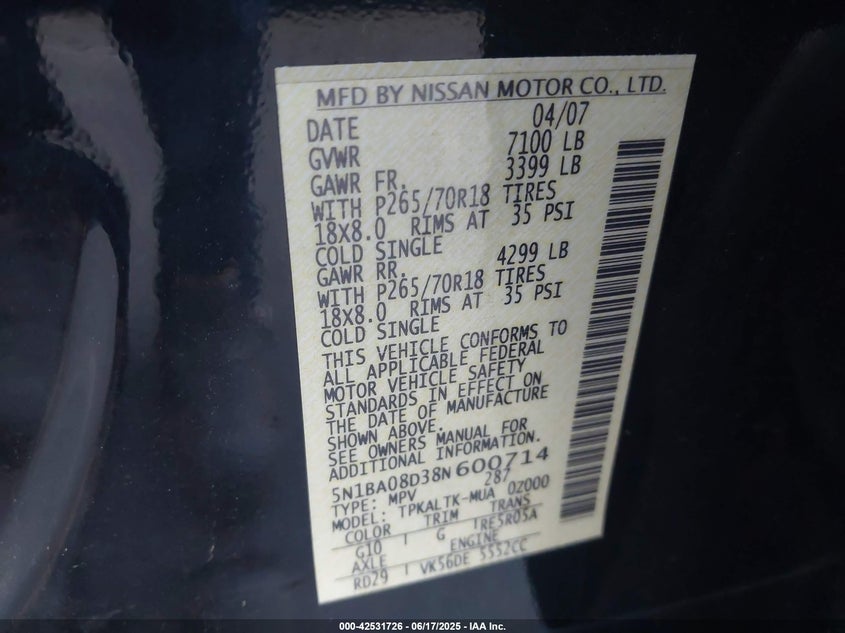 MFD BY NISSAN MOTOR CO., LTD.
DATE 04/07
GVWR 7100 LB
GAWR FR. 3399 LB
WITH P265/70R18 TIRES
18X8.0 RIMS AT 35 PSI
COLD SINGLE
GAWR RR. 4299 LB
WITH P265/70R18 TIRES
18X8.0 RIMS AT 35 PSI
COLD SINGLE
THIS VEHICLE CONFORMS TO
ALL APPLICABLE FEDERAL
MOTOR VEHICLE SAFETY
STANDARDS IN EFFECT ON
THE DATE OF MANUFACTURE
SHOWN ABOVE.
SEE OWNERS MANUAL FOR
ADDITIONAL INFORMATION.
5N1BA08D38N600714
TYPE: MPV 287
MODEL: TPKALTK-MUA 0Z000
COLOR TRIM TRANS
G10 G RE5R05A
AXLE ENGINE
RD29 VK56DE 5552CC
000-42531726 - 06/17/2025 - IAA Inc.